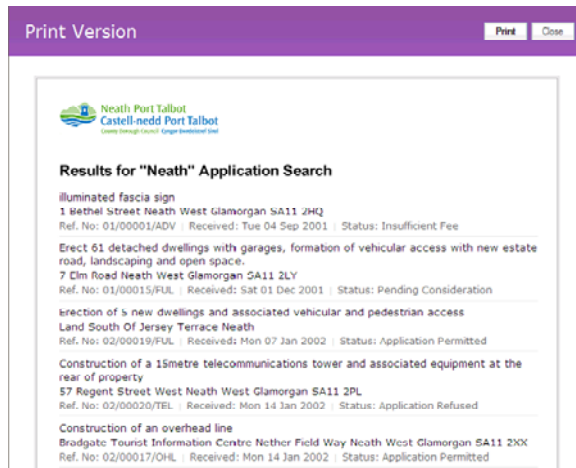 Print Version
Print
Close
Neath Port Talbot
Castell-nedd Port Talbot
County Borough Council Cyngor Bwrdeistref Sirol
Results for "Neath" Application Search
illuminated fascia sign
1 Bethel Street Neath West Glamorgan SA11 2HQ
Ref. No: 01/00001/ADV | Received: Tue 04 Sep 2001 | Status: Insufficient Fee
Erect 61 detached dwellings with garages, formation of vehicular access with new estate
road, landscaping and open space.
7 Elm Road Neath West Glamorgan SA11 2LY
Ref. No: 01/00015/FUL | Received: Sat 01 Dec 2001 | Status: Pending Consideration
Erection of 5 new dwellings and associated vehicular and pedestrian access
Land South Of Jersey Terrace Neath
Ref. No: 02/00019/FUL | Received: Mon 07 Jan 2002 | Status: Application Permitted
Construction of a 15metre telecommunications tower and associated equipment at the
rear of property
57 Regent Street West Neath West Glamorgan SA11 2PL
Ref. No: 02/00020/TEL | Received: Mon 14 Jan 2002 | Status: Application Refused
Construction of an overhead line
Bradgate Tourist Information Centre Nether Field Way Neath West Glamorgan SA11 2XX
Ref. No: 02/00017/OHL | Received: Mon 14 Jan 2002 | Status: Application Permitted